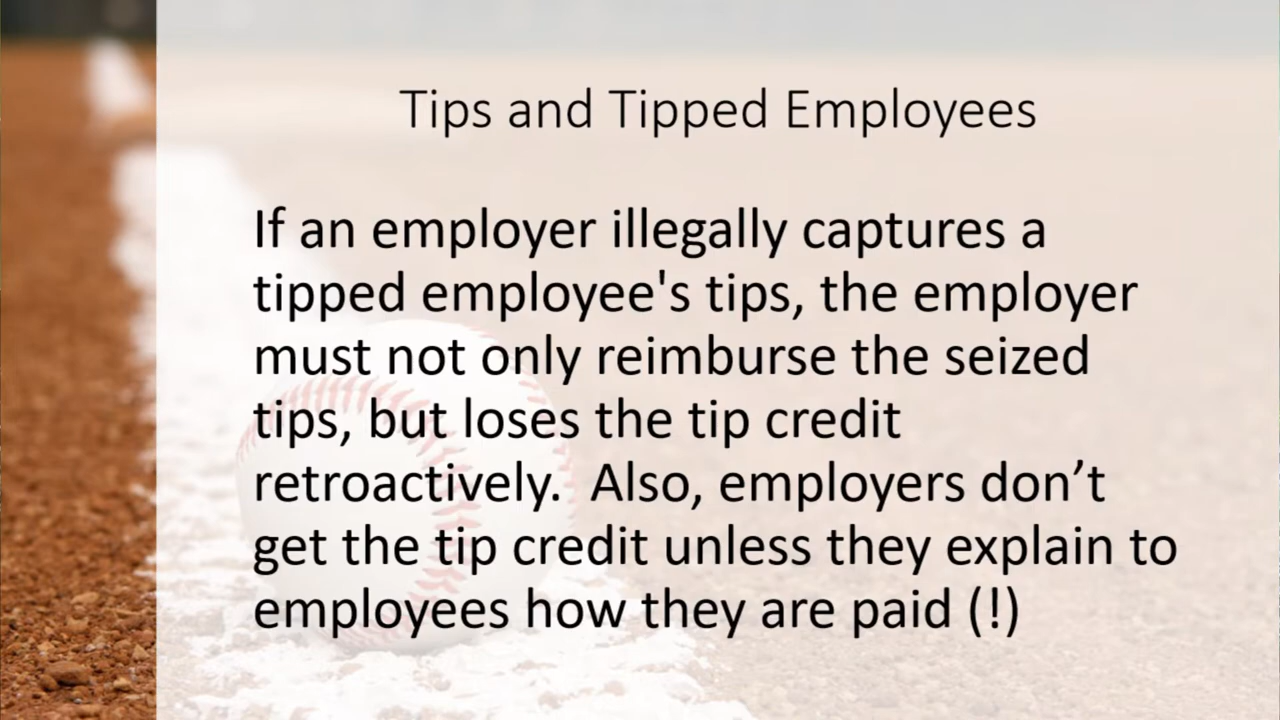 Tips and Tipped Employees
If an employer illegally captures a
tipped employee's tips, the employer
must not only reimburse the seized
tips, but loses the tip credit
retroactively.  Also, employers don’t
get the tip credit unless they explain to
employees how they are paid (!)